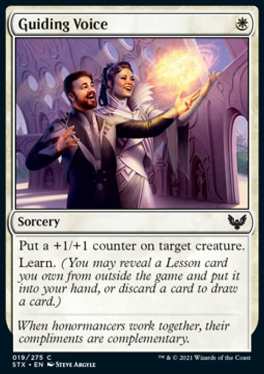 Guiding Voice
Sorcery
Put a +1/+1 counter on target creature.
Learn. (You may reveal a Lesson card
you own from outside the game and put it
into your hand, or discard a card to draw
a card.)
When honormancers work together, their
compliments are complementary.
019/275 C
STX • EN STEVE ARGYLE
™ & © 2021 Wizards of the Coast